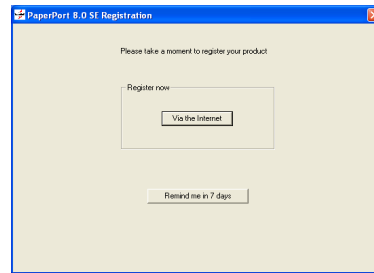 PaperPort 8.0 SE Registration
Please take a moment to register your product
Register now
Via the Internet
Remind me in 7 days